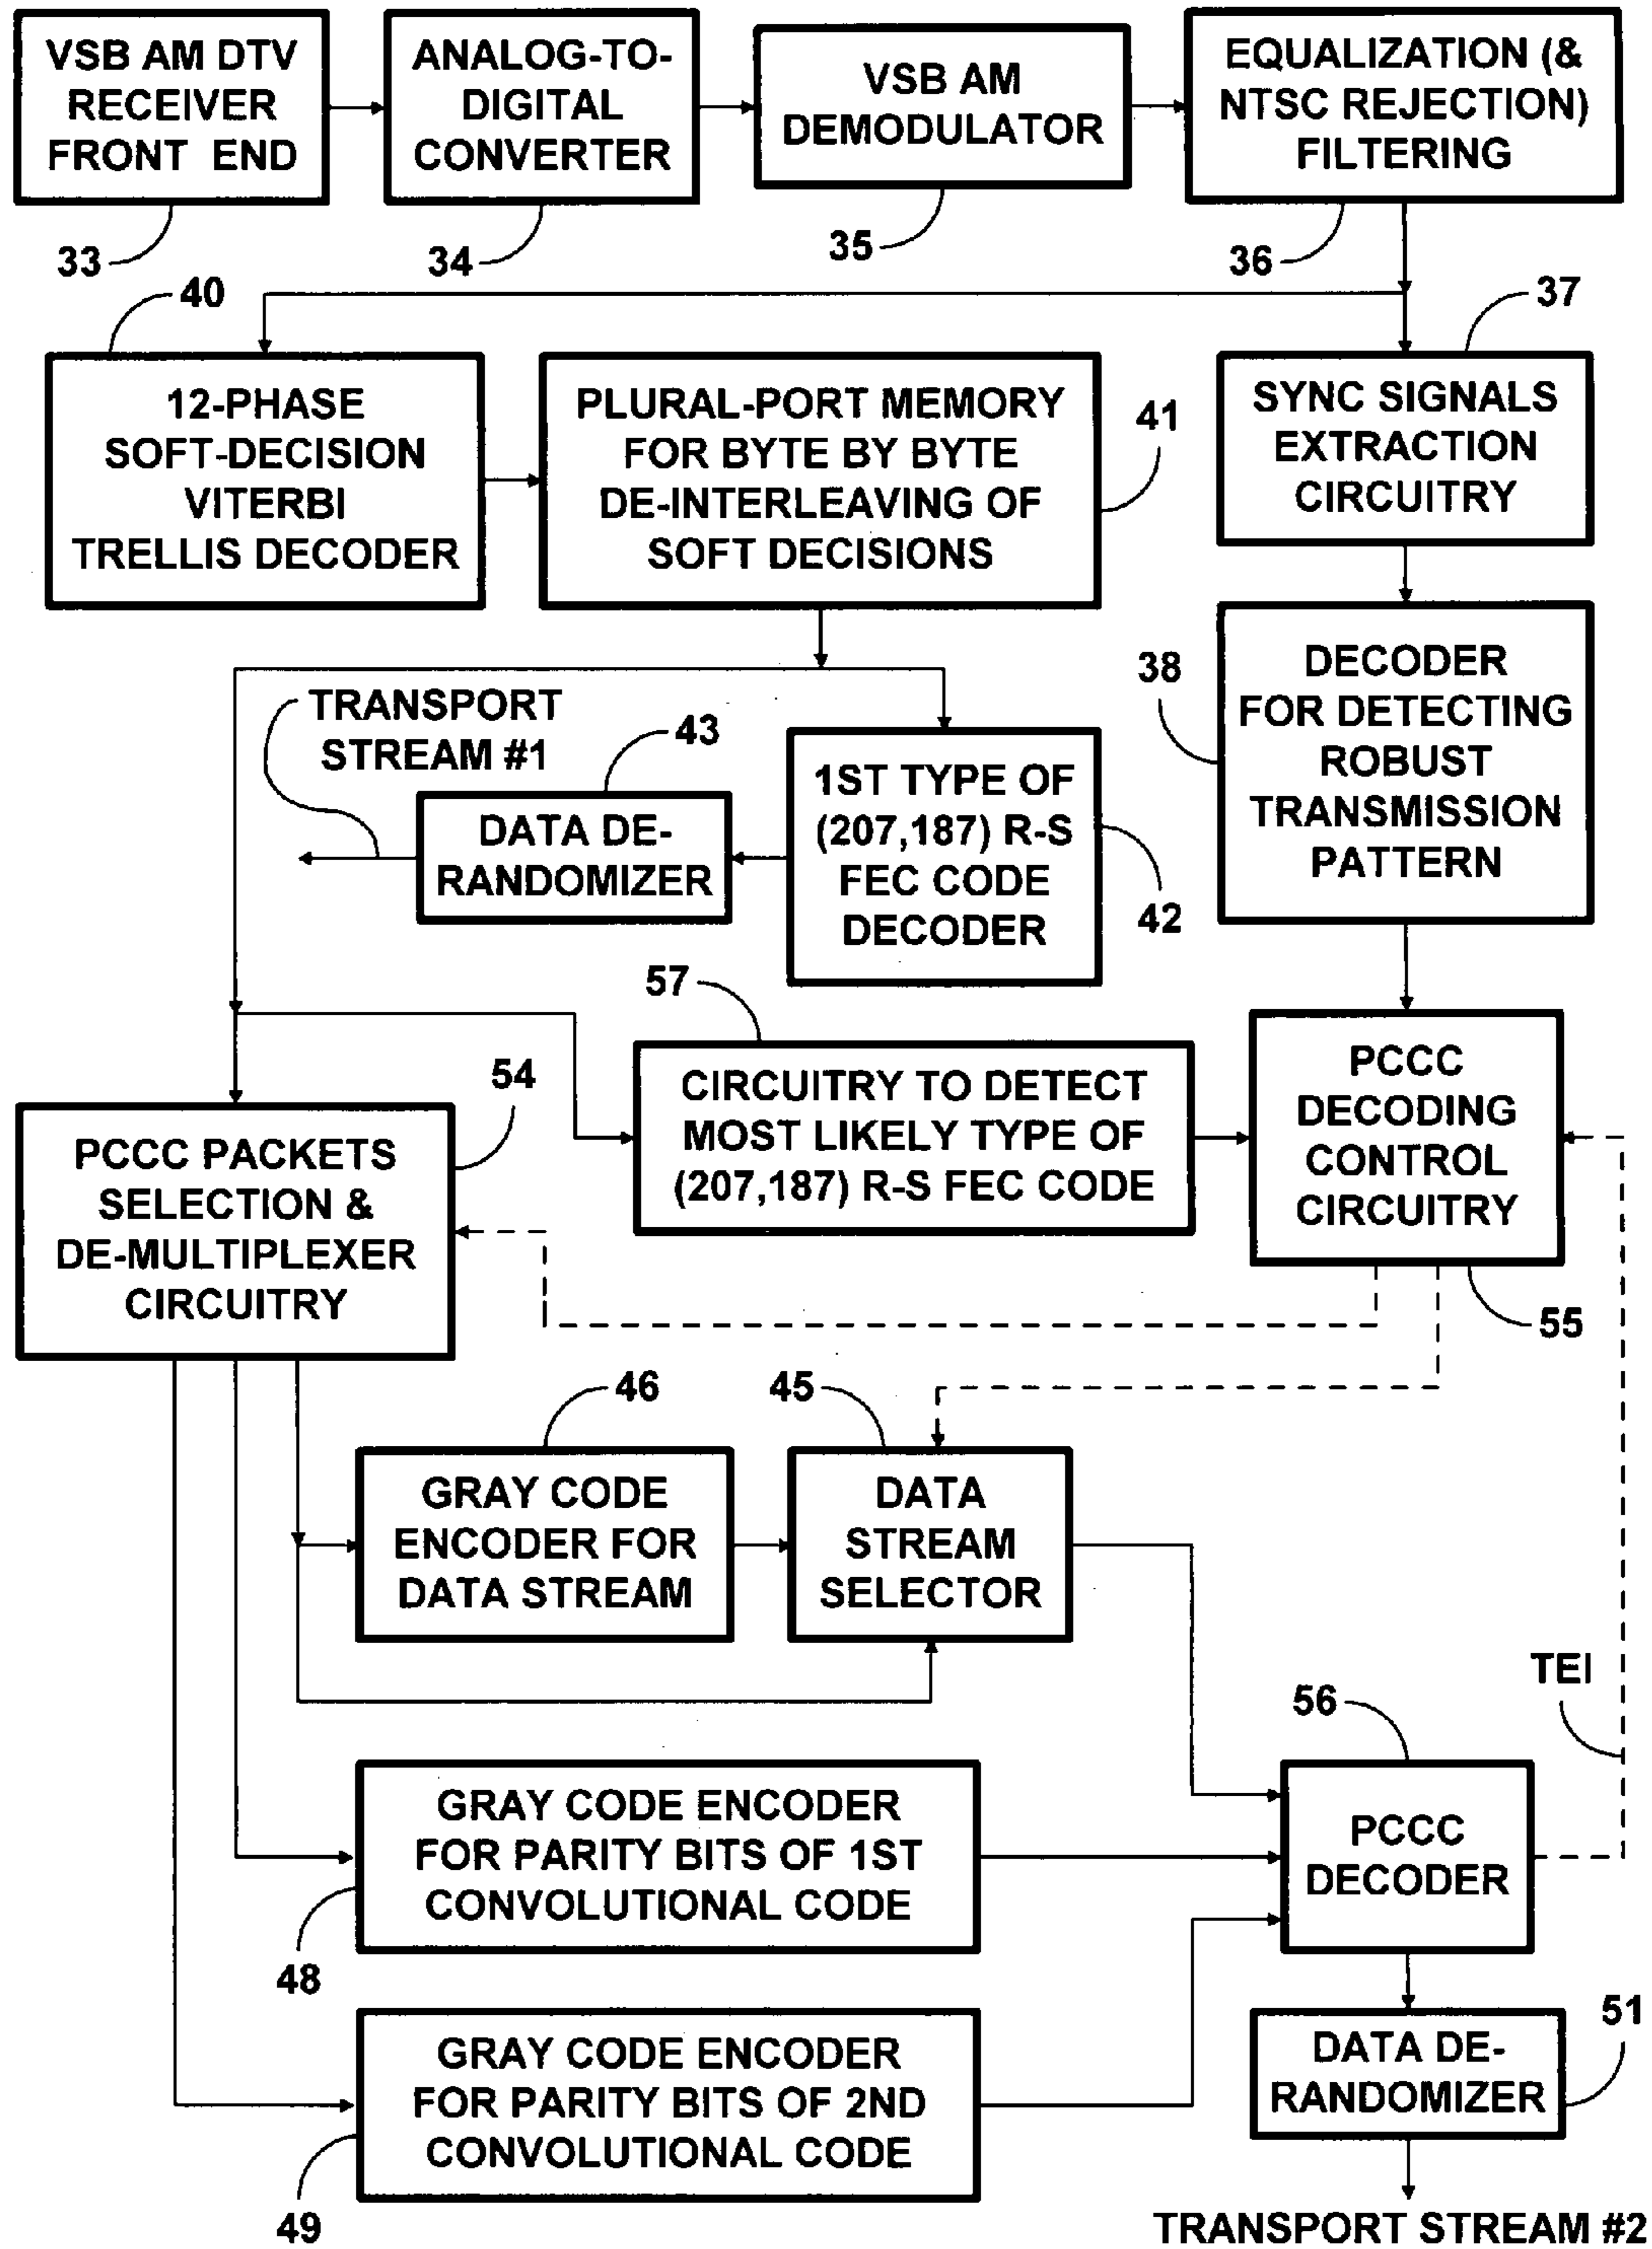 VSB AM DTV
RECEIVER
FRONT END
33
ANALOG-TO-
DIGITAL
CONVERTER
34
VSB AM
DEMODULATOR
35
EQUALIZATION (&
NTSC REJECTION)
FILTERING
36
40
12-PHASE
SOFT-DECISION
VITERBI
TRELLIS DECODER
PLURAL-PORT MEMORY
FOR BYTE BY BYTE
DE-INTERLEAVING OF
SOFT DECISIONS
41
37
SYNC SIGNALS
EXTRACTION
CIRCUITRY
38
DECODER
FOR DETECTING
ROBUST
TRANSMISSION
PATTERN
TRANSPORT
STREAM #1
43
DATA DE-
RANDOMIZER
1ST TYPE OF
(207,187) R-S
FEC CODE
DECODER
42
57
CIRCUITRY TO DETECT
MOST LIKELY TYPE OF
(207,187) R-S FEC CODE
PCCC
DECODING
CONTROL
CIRCUITRY
55
54
PCCC PACKETS
SELECTION &
DE-MULTIPLEXER
CIRCUITRY
46
GRAY CODE
ENCODER FOR
DATA STREAM
45
DATA
STREAM
SELECTOR
TEI
56
PCCC
DECODER
GRAY CODE ENCODER
FOR PARITY BITS OF 1ST
CONVOLUTIONAL CODE
48
GRAY CODE ENCODER
FOR PARITY BITS OF 2ND
CONVOLUTIONAL CODE
49
51
DATA DE-
RANDOMIZER
TRANSPORT STREAM #2